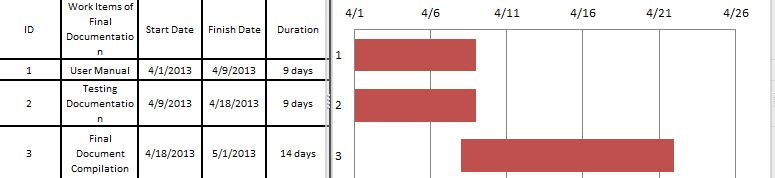 ID
Work Items of
Final
Documentatio
n
Start Date
Finish Date
Duration
1
User Manual
4/1/2013
4/9/2013
9 days
2
Testing
Documentatio
n
4/9/2013
4/18/2013
9 days
3
Final
Document
Compilation
4/18/2013
5/1/2013
14 days
4/1
4/6
4/11
4/16
4/21
4/26
1
2
3